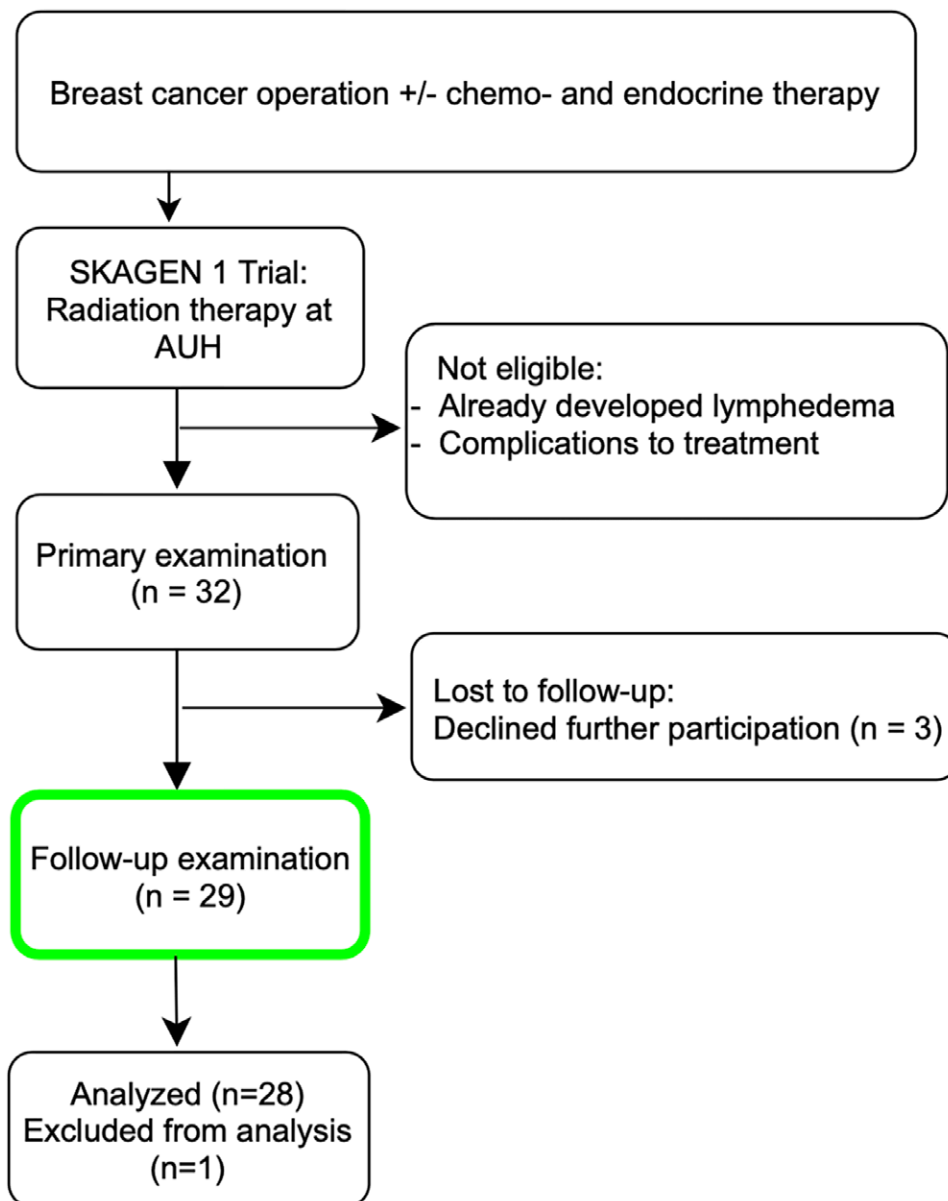 Breast cancer operation +/- chemo- and endocrine therapy
SKAGEN 1 Trial:
Radiation therapy at
AUH
Not eligible:
- Already developed lymphedema
- Complications to treatment
Primary examination
(n = 32)
Lost to follow-up:
Declined further participation (n = 3)
Follow-up examination
(n = 29)
Analyzed (n=28)
Excluded from analysis
(n=1)